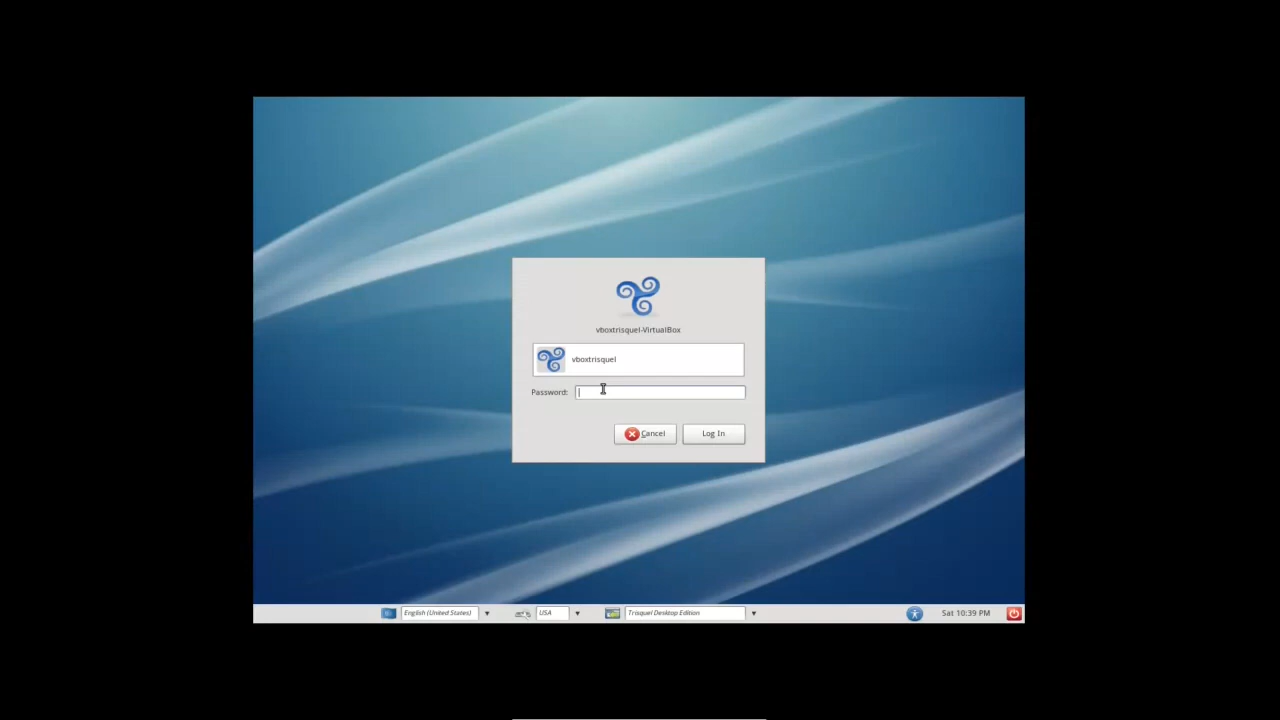 vboxtrisquel-VirtualBox
vboxtrisquel
Password:
Cancel Log In
English (United States) USA Trisquel Desktop Edition Sat 10:39 PM